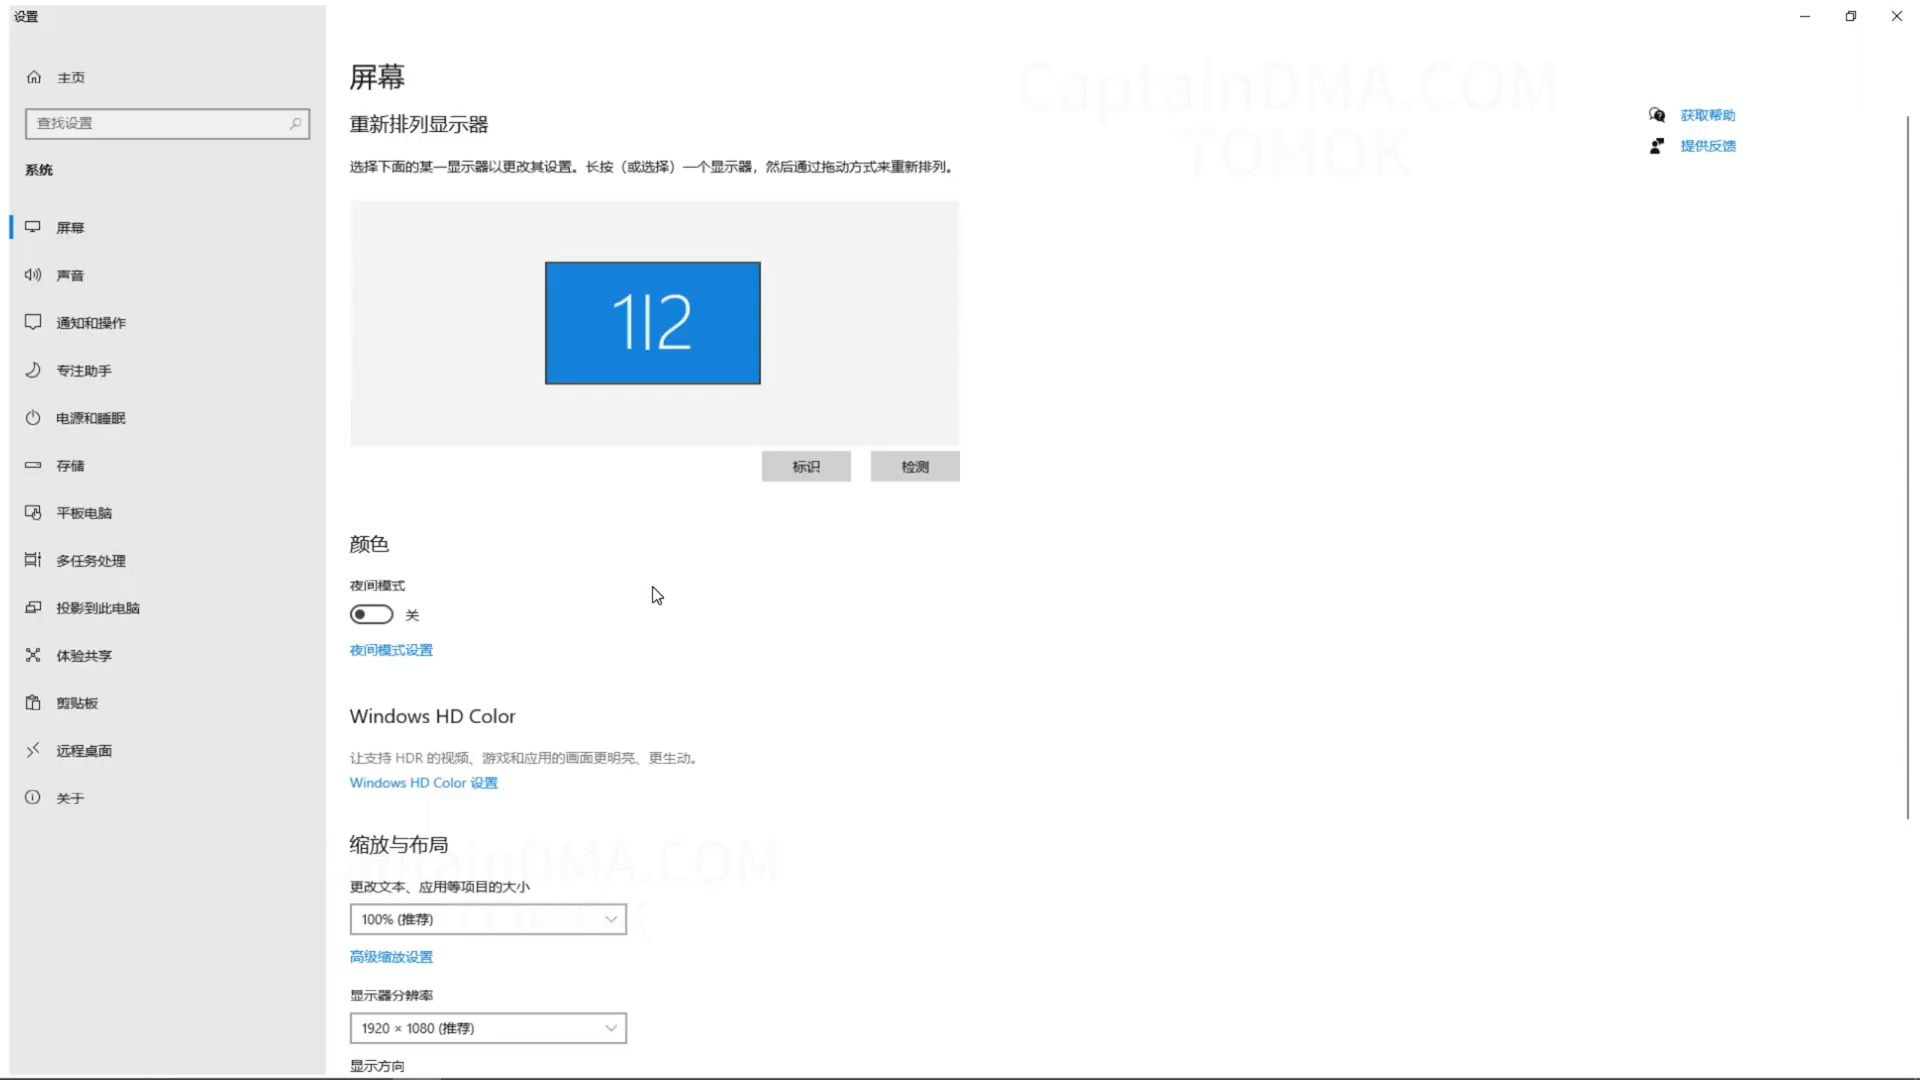 设置
主页
查找设置
系统
屏幕
声音
通知和操作
专注助手
电源和睡眠
存储
平板电脑
多任务处理
投影到此电脑
体验共享
剪贴板
远程桌面
关于
屏幕
重新排列显示器
选择下面的某一显示器以更改其设置。长按（或选择）一个显示器，然后通过拖动方式来重新排列。
1|2
标识
检测
颜色
夜间模式
关
夜间模式设置
Windows HD Color
让支持 HDR 的视频、游戏和应用的画面更明亮、更生动。
Windows HD Color 设置
缩放与布局
更改文本、应用等项目的大小
100% (推荐)
高级缩放设置
显示器分辨率
1920 × 1080 (推荐)
显示方向
CaptainDMA.COM
TOMOK
获取帮助
提供反馈
CaptainDMA.COM
TOMOK